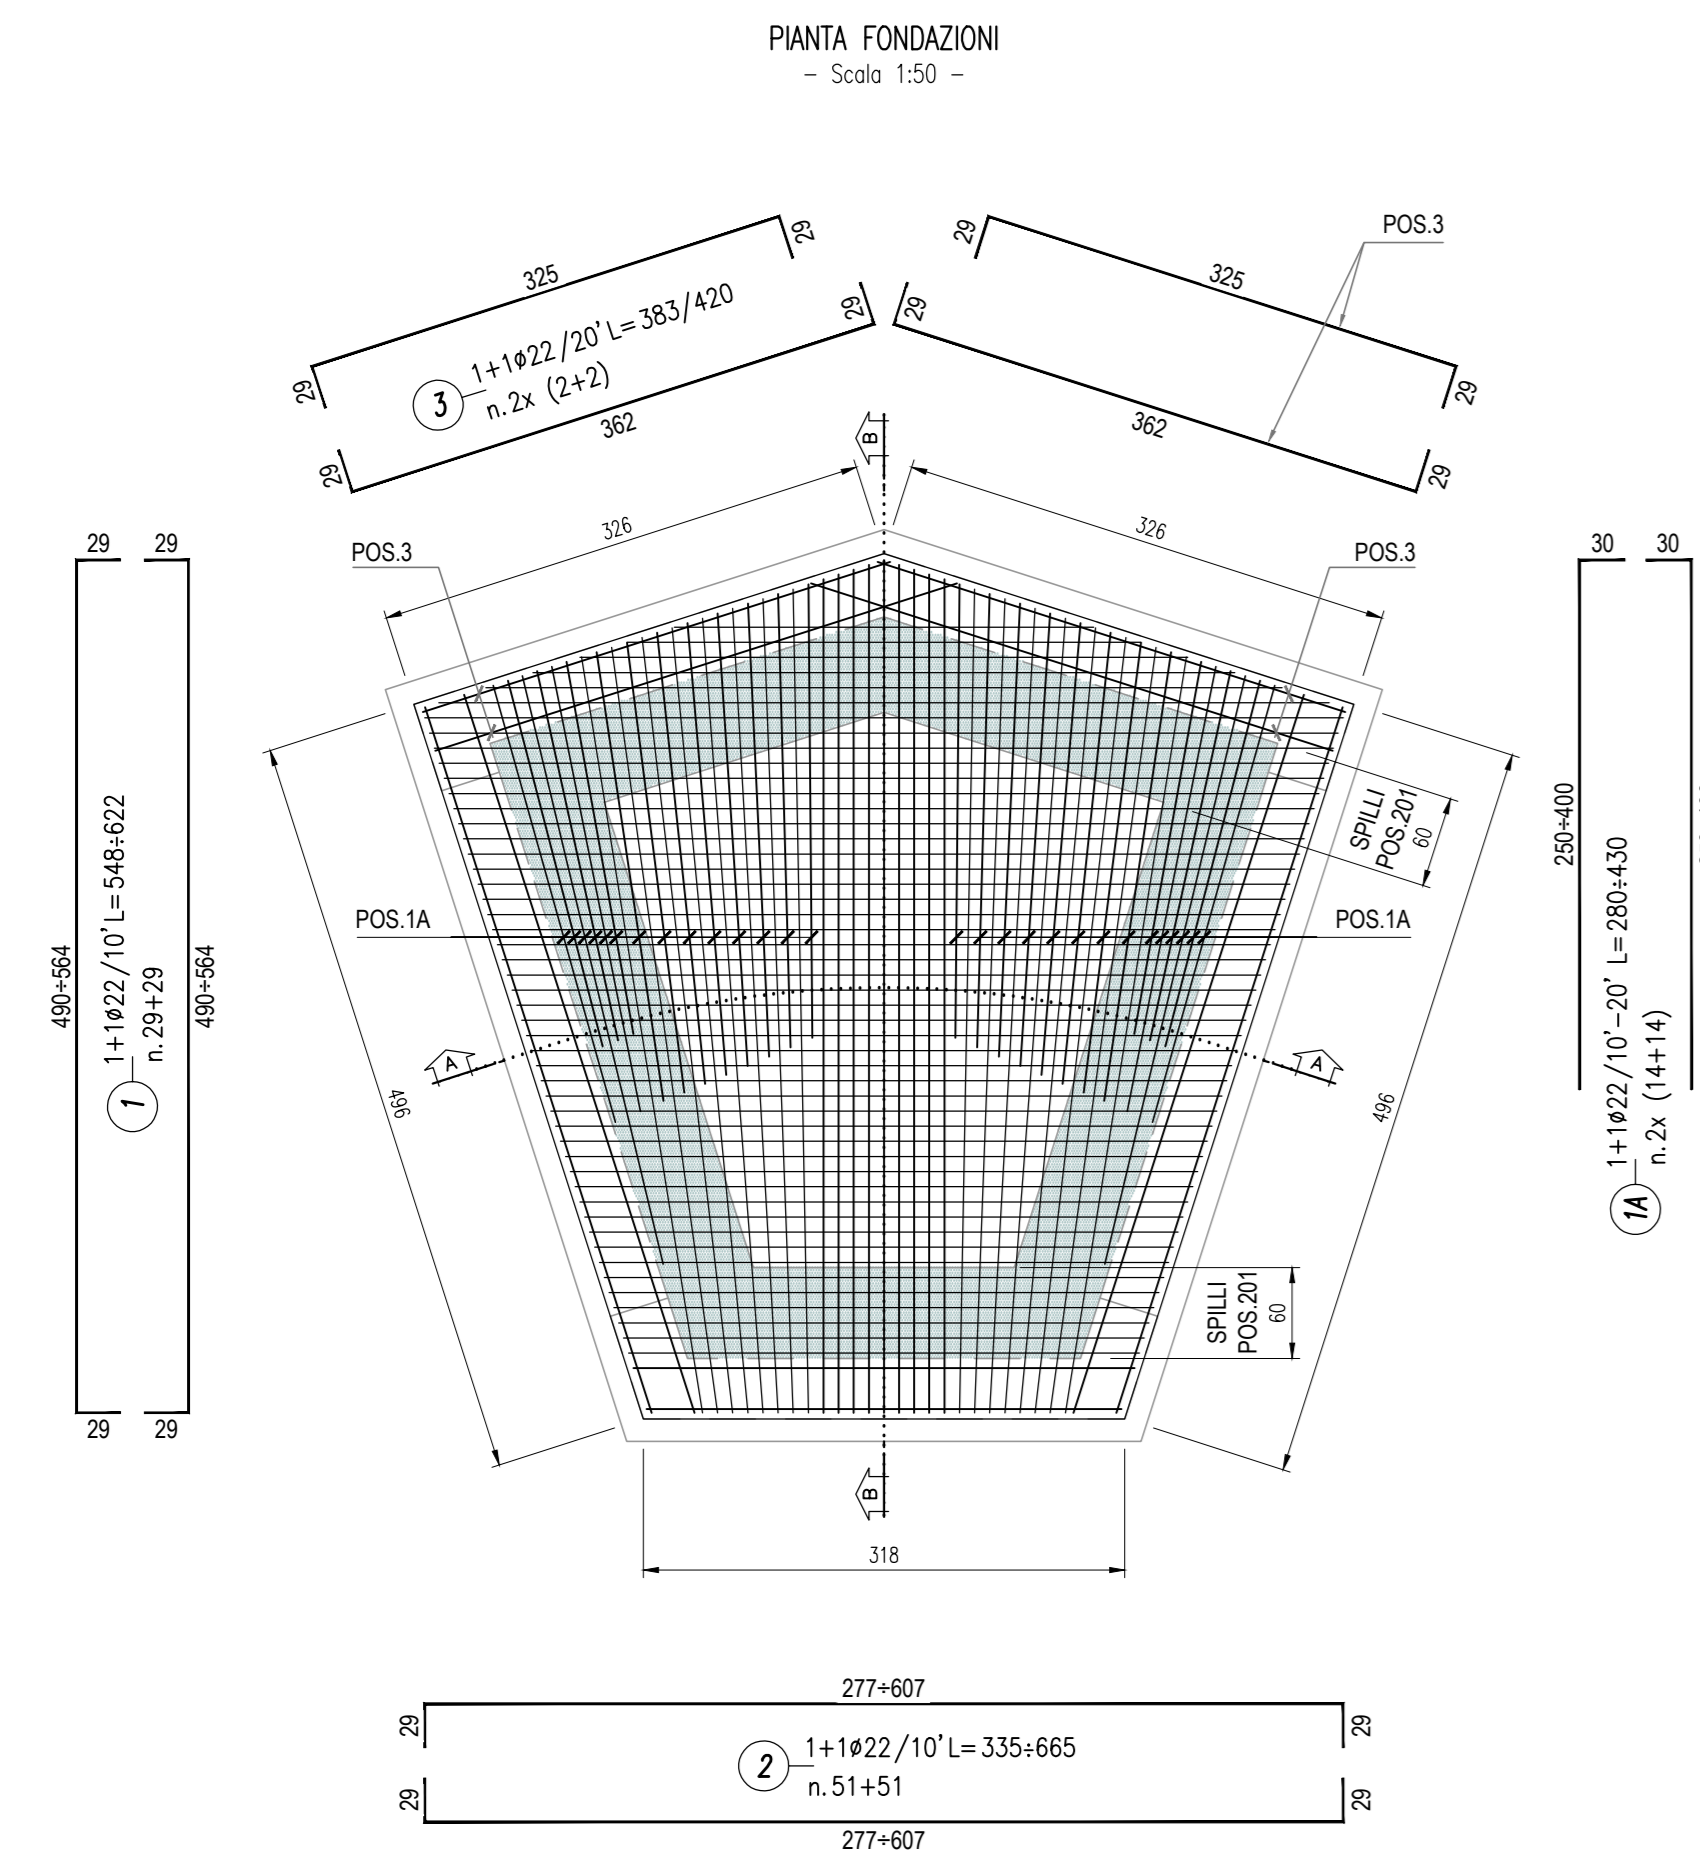 PIANTA FONDAZIONI
- Scala 1:50 -
POS.3
29
325
29
29
325
29
3
1+1ø22/20' L=383/420
n.2x (2+2)
29
362
29
29
362
29
B
326
326
POS.3
POS.3
29
29
490÷564
1
1+1ø22/10' L=548÷622
n.29+29
490÷564
29
29
30
30
250÷400
1A
1+1ø22/10'-20' L=280÷430
n.2x (14+14)
SPILLI
POS.201
60
POS.1A
POS.1A
A
A
496
496
SPILLI
POS.201
60
B
318
277÷607
29
29
2
1+1ø22/10' L=335÷665
n.51+51
29
29
277÷607